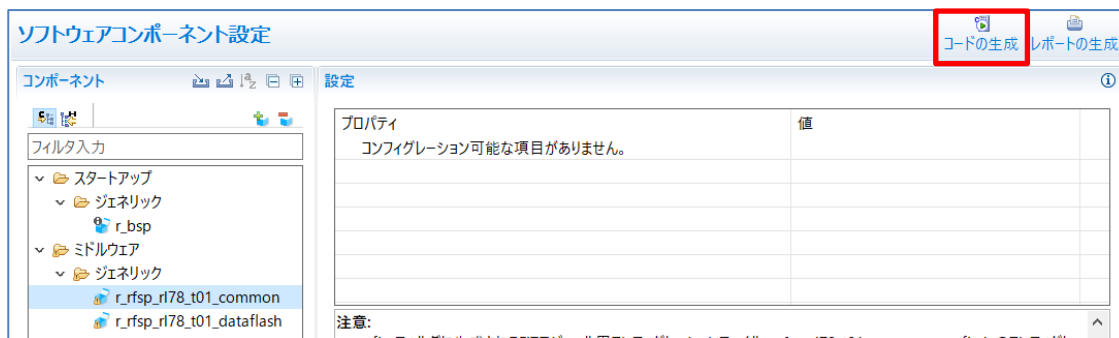 ソフトウェアコンポーネント設定
コードの生成 レポートの生成
コンポーネント
設定
フィルタ入力
スタートアップ
ジェネリック
r_bsp
ミドルウェア
ジェネリック
r_rfsp_rl78_t01_common
r_rfsp_rl78_t01_dataflash
プロパティ 値
コンフィグレーション可能な項目がありません。
注意: